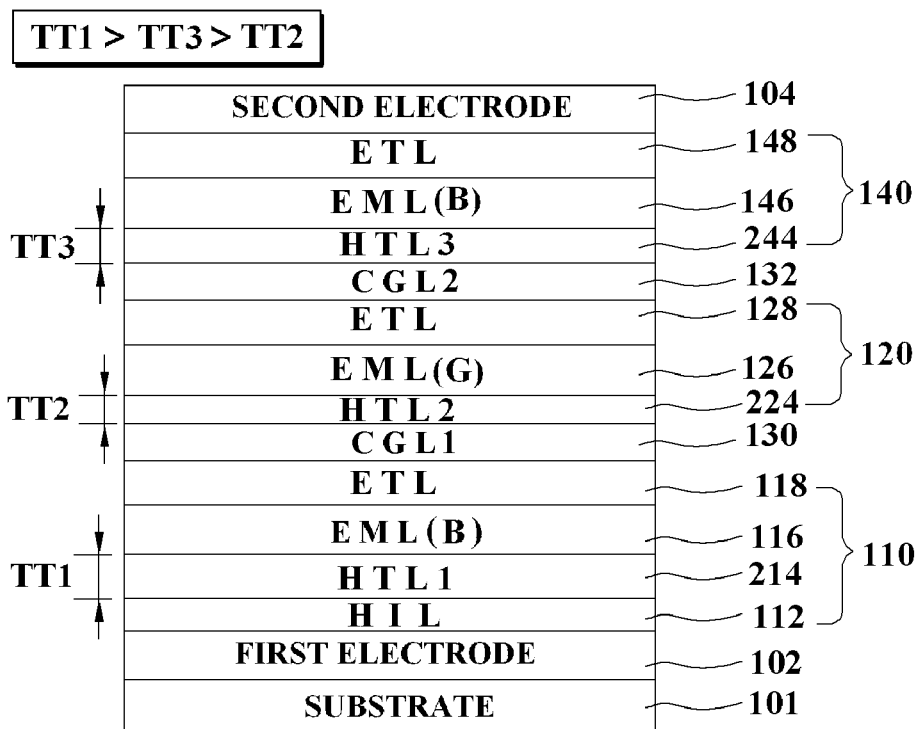 TT1 > TT3 > TT2
SECOND ELECTRODE 104
ETL 148
EML(B) 146
140
TT3 HTL3 244
CGL2 132
ETL 128
EML(G) 126
120
TT2 HTL2 224
CGL1 130
ETL 118
EML(B) 116
110
TT1 HTL1 214
HIL 112
FIRST ELECTRODE 102
SUBSTRATE 101